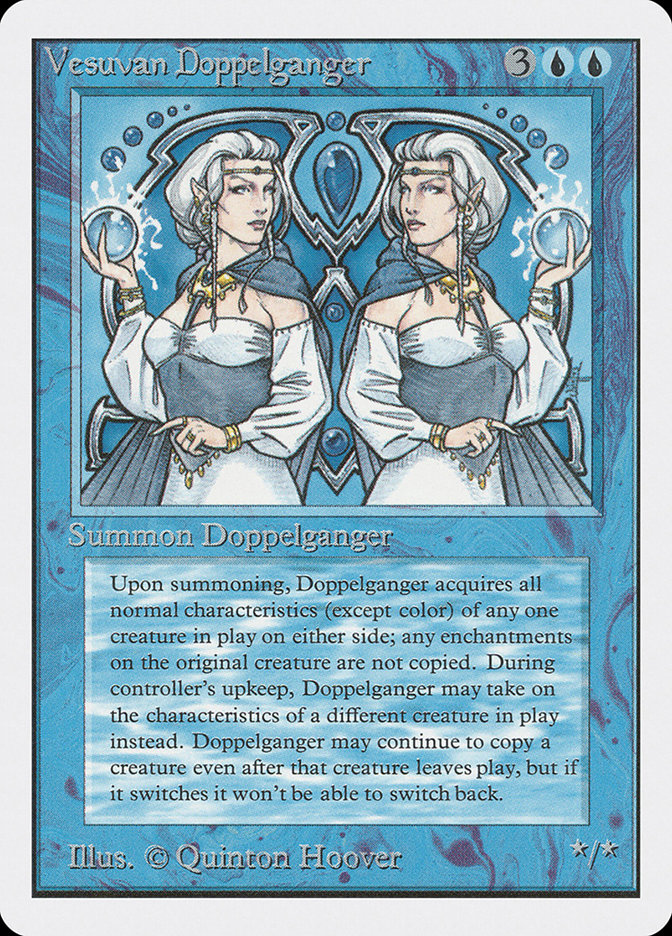 Vesuvan Doppelganger 3
Summon Doppelganger
Upon summoning, Doppelganger acquires all
normal characteristics (except color) of any one
creature in play on either side; any enchantments
on the original creature are not copied. During
controller's upkeep, Doppelganger may take on
the characteristics of a different creature in play
instead. Doppelganger may continue to copy a
creature even after that creature leaves play, but if
it switches it won't be able to switch back.
Illus. © Quinton Hoover */*